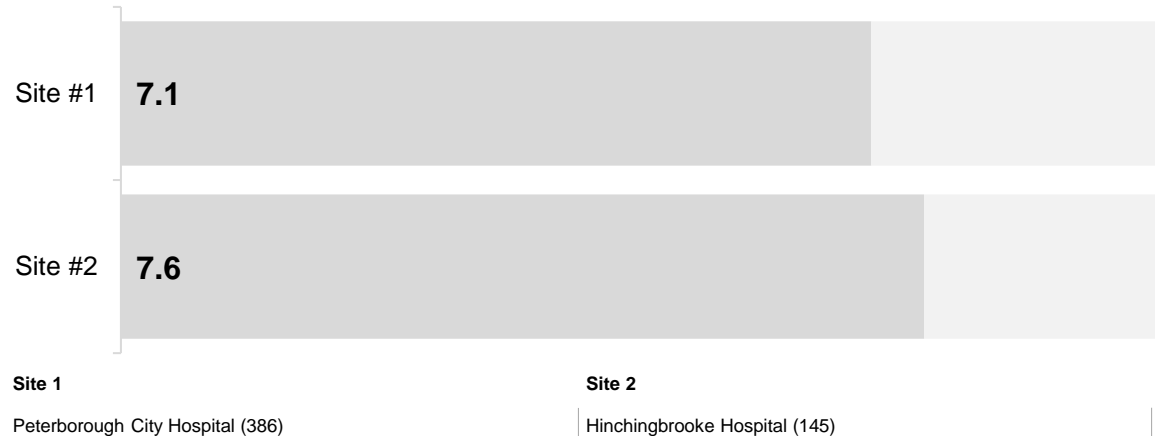 Site #1 7.1
Site #2 7.6
Site 1 Site 2
Peterborough City Hospital (386) Hinchingbrooke Hospital (145)